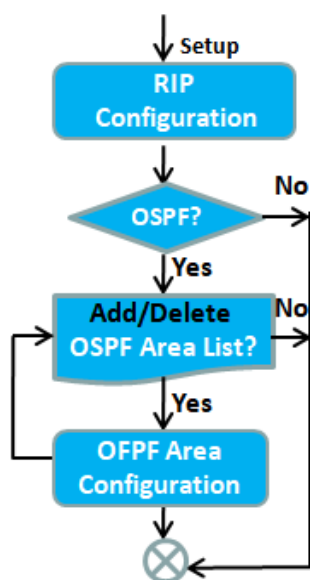 Setup
RIP
Configuration
OSPF?
No
Yes
Add/Delete
OSPF Area List?
No
Yes
OFPF Area
Configuration